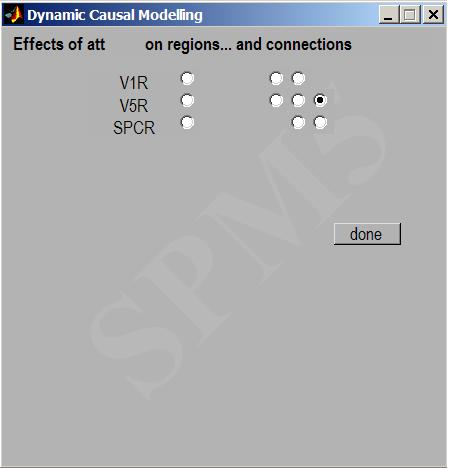 Dynamic Causal Modelling
Effects of att on regions... and connections
V1R
V5R
SPCR
done
SPM5